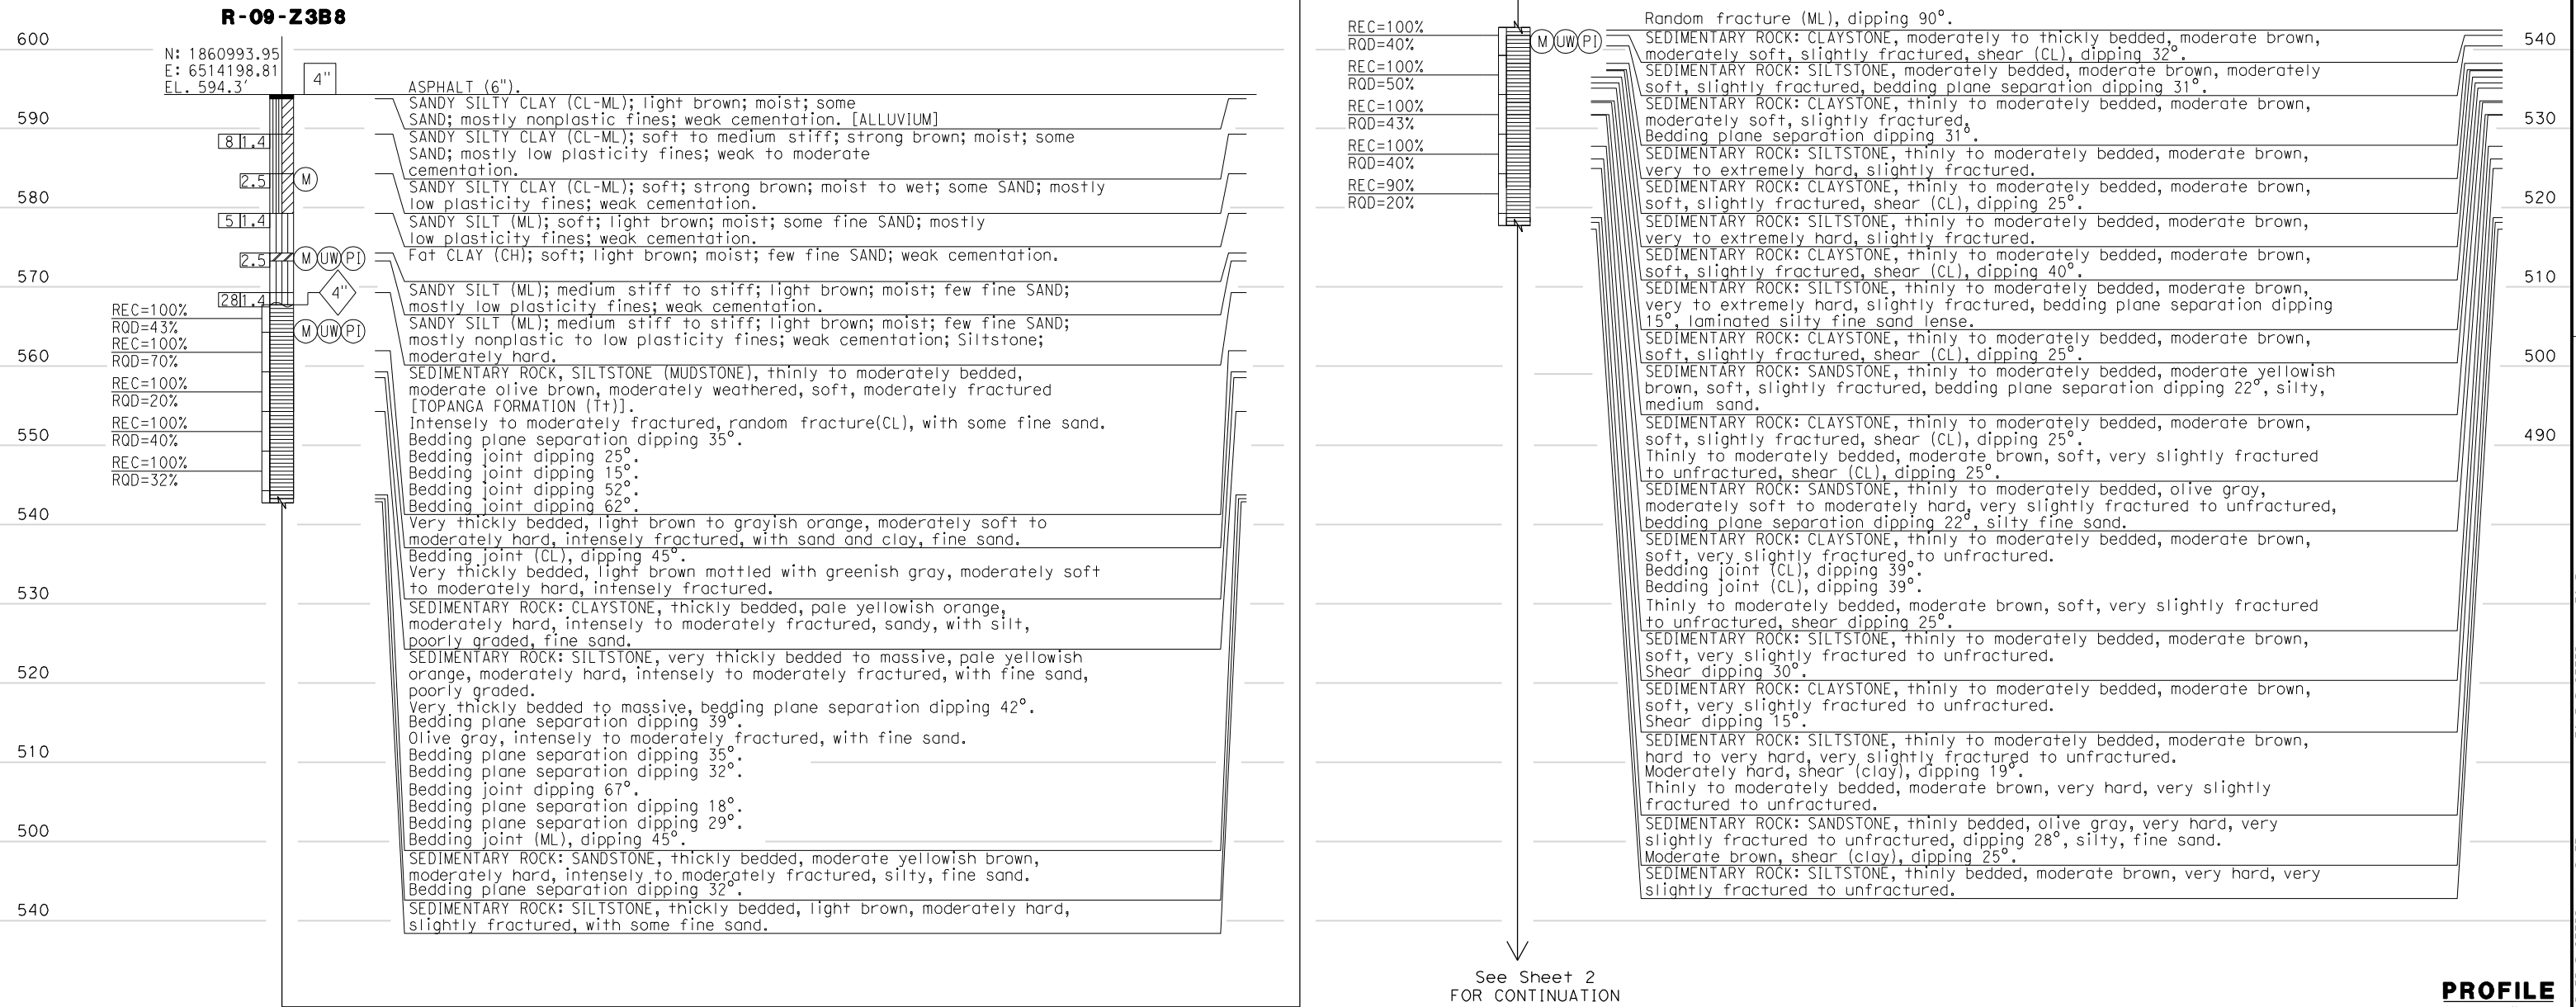 R-09-Z3B8
600
N: 1860993.95
E: 6514198.81
EL. 594.3'
4"
590
8 1.4
2.5
M
580
5 1.4
2.5
M UW PI
570
4"
28 1.4
REC=100%
RQD=43%
M UW PI
REC=100%
RQD=70%
560
REC=100%
RQD=20%
REC=100%
RQD=40%
550
REC=100%
RQD=32%
540
530
520
510
500
540
ASPHALT (6").
SANDY SILTY CLAY (CL-ML); light brown; moist; some
SAND; mostly nonplastic fines; weak cementation. [ALLUVIUM]
SANDY SILTY CLAY (CL-ML); soft to medium stiff; strong brown; moist; some
SAND; mostly low plasticity fines; weak to moderate
cementation.
SANDY SILTY CLAY (CL-ML); soft; strong brown; moist to wet; some SAND; mostly
low plasticity fines; weak cementation.
SANDY SILT (ML); soft; light brown; moist; some fine SAND; mostly
low plasticity fines; weak cementation.
Fat CLAY (CH); soft; light brown; moist; few fine SAND; weak cementation.
SANDY SILT (ML); medium stiff to stiff; light brown; moist; few fine SAND;
mostly low plasticity fines; weak cementation.
SANDY SILT (ML); medium stiff to stiff; light brown; moist; few fine SAND;
mostly nonplastic to low plasticity fines; weak cementation; Siltstone;
moderately hard.
SEDIMENTARY ROCK, SILTSTONE (MUDSTONE), thinly to moderately bedded,
moderate olive brown, moderately weathered, soft, moderately fractured
[TOPANGA FORMATION (Tt)].
Intensely to moderately fractured, random fracture(CL), with some fine sand.
Bedding plane separation dipping 35°.
Bedding joint dipping 25°.
Bedding joint dipping 15°.
Bedding joint dipping 52°.
Bedding joint dipping 62°.
Very thickly bedded, light brown to grayish orange, moderately soft to
moderately hard, intensely fractured, with sand and clay, fine sand.
Bedding joint (CL), dipping 45°.
Very thickly bedded, light brown mottled with greenish gray, moderately soft
to moderately hard, intensely fractured.
SEDIMENTARY ROCK: CLAYSTONE, thickly bedded, pale yellowish orange,
moderately hard, intensely to moderately fractured, sandy, with silt,
poorly graded, fine sand.
SEDIMENTARY ROCK: SILTSTONE, very thickly bedded to massive, pale yellowish
orange, moderately hard, intensely to moderately fractured, with fine sand,
poorly graded.
Very thickly bedded to massive, bedding plane separation dipping 42°.
Bedding plane separation dipping 39°.
Olive gray, intensely to moderately fractured, with fine sand.
Bedding plane separation dipping 35°.
Bedding plane separation dipping 32°.
Bedding joint dipping 67°.
Bedding plane separation dipping 18°.
Bedding plane separation dipping 29°.
Bedding joint (ML), dipping 45°.
SEDIMENTARY ROCK: SANDSTONE, thickly bedded, moderate yellowish brown,
moderately hard, intensely to moderately fractured, silty, fine sand.
Bedding plane separation dipping 32°.
SEDIMENTARY ROCK: SILTSTONE, thickly bedded, light brown, moderately hard,
slightly fractured, with some fine sand.
REC=100%
RQD=40%
M UW PI
REC=100%
RQD=50%
REC=100%
RQD=43%
REC=100%
RQD=40%
REC=90%
RQD=20%
Random fracture (ML), dipping 90°.
SEDIMENTARY ROCK: CLAYSTONE, moderately to thickly bedded, moderate brown,
moderately soft, slightly fractured, shear (CL), dipping 32°.
SEDIMENTARY ROCK: SILTSTONE, moderately bedded, moderate brown, moderately
soft, slightly fractured, bedding plane separation dipping 31°.
SEDIMENTARY ROCK: CLAYSTONE, thinly to moderately bedded, moderate brown,
moderately soft, slightly fractured,
Bedding plane separation dipping 31°.
SEDIMENTARY ROCK: SILTSTONE, thinly to moderately bedded, moderate brown,
very to extremely hard, slightly fractured.
SEDIMENTARY ROCK: CLAYSTONE, thinly to moderately bedded, moderate brown,
soft, slightly fractured, shear (CL), dipping 25°.
SEDIMENTARY ROCK: SILTSTONE, thinly to moderately bedded, moderate brown,
very to extremely hard, slightly fractured.
SEDIMENTARY ROCK: CLAYSTONE, thinly to moderately bedded, moderate brown,
soft, slightly fractured, shear (CL), dipping 40°.
SEDIMENTARY ROCK: SILTSTONE, thinly to moderately bedded, moderate brown,
very to extremely hard, slightly fractured, bedding plane separation dipping
15°, laminated silty fine sand lense.
SEDIMENTARY ROCK: CLAYSTONE, thinly to moderately bedded, moderate brown,
soft, slightly fractured, shear (CL), dipping 25°.
SEDIMENTARY ROCK: SANDSTONE, thinly to moderately bedded, moderate yellowish
brown, soft, slightly fractured, bedding plane separation dipping 22°, silty,
medium sand.
SEDIMENTARY ROCK: CLAYSTONE, thinly to moderately bedded, moderate brown,
soft, slightly fractured, shear (CL), dipping 25°.
Thinly to moderately bedded, moderate brown, soft, very slightly fractured
to unfractured, shear (CL), dipping 25°.
SEDIMENTARY ROCK: SANDSTONE, thinly to moderately bedded, olive gray,
moderately soft to moderately hard, very slightly fractured to unfractured,
bedding plane separation dipping 22°, silty fine sand.
SEDIMENTARY ROCK: CLAYSTONE, thinly to moderately bedded, moderate brown,
soft, very slightly fractured to unfractured.
Bedding joint (CL), dipping 39°.
Bedding joint (CL), dipping 39°.
Thinly to moderately bedded, moderate brown, soft, very slightly fractured
to unfractured, shear dipping 25°.
SEDIMENTARY ROCK: SILTSTONE, thinly to moderately bedded, moderate brown,
soft, very slightly fractured to unfractured.
Shear dipping 30°.
SEDIMENTARY ROCK: CLAYSTONE, thinly to moderately bedded, moderate brown,
soft, very slightly fractured to unfractured.
Shear dipping 15°.
SEDIMENTARY ROCK: SILTSTONE, thinly to moderately bedded, moderate brown,
hard to very hard, very slightly fractured to unfractured.
Moderately hard, shear (clay), dipping 19°.
Thinly to moderately bedded, moderate brown, very hard, very slightly
fractured to unfractured.
SEDIMENTARY ROCK: SANDSTONE, thinly bedded, olive gray, very hard, very
slightly fractured to unfractured, dipping 28°, silty, fine sand.
Moderate brown, shear (clay), dipping 25°.
SEDIMENTARY ROCK: SILTSTONE, thinly bedded, moderate brown, very hard, very
slightly fractured to unfractured.
540
530
520
510
500
490
See Sheet 2
FOR CONTINUATION
PROFILE